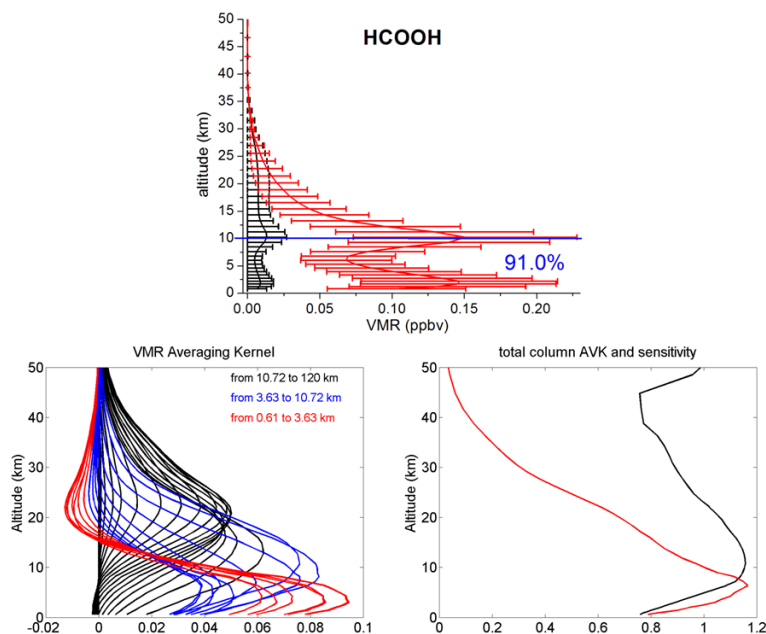 HCOOH
50
45
40
35
30
25
20
15
10
5
0
altitude (km)
91.0%
0.00 0.05 0.10 0.15 0.20
VMR (ppbv)
VMR Averaging Kernel
50
40
30
20
10
0
Altitude (km)
from 10.72 to 120 km
from 3.63 to 10.72 km
from 0.61 to 3.63 km
-0.02 0 0.02 0.04 0.06 0.08 0.1
total column AVK and sensitivity
50
40
30
20
10
0
Altitude (km)
0 0.2 0.4 0.6 0.8 1 1.2